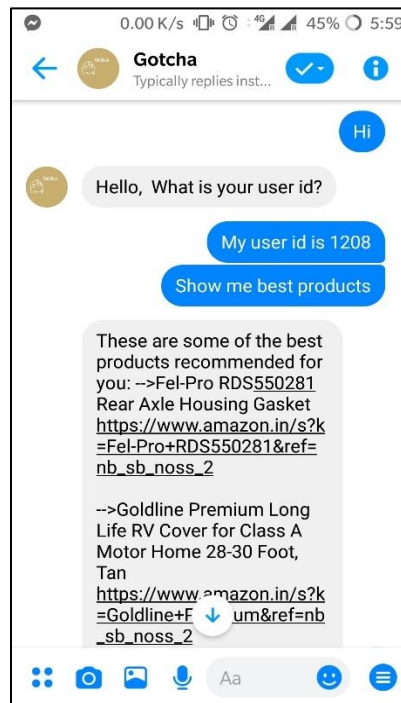 0.00 K/s 4G 45% 5:59
Gotcha
Typically replies inst...
Hi
Hello, What is your user id?
My user id is 1208
Show me best products
These are some of the best
products recommended for
you: -->Fel-Pro RDS550281
Rear Axle Housing Gasket
https://www.amazon.in/s?k
=Fel-Pro+RDS550281&ref=
nb_sb_noss_2
-->Goldline Premium Long
Life RV Cover for Class A
Motor Home 28-30 Foot,
Tan
https://www.amazon.in/s?k
=Goldline+P um&ref=nb
_sb_noss_2
Aa